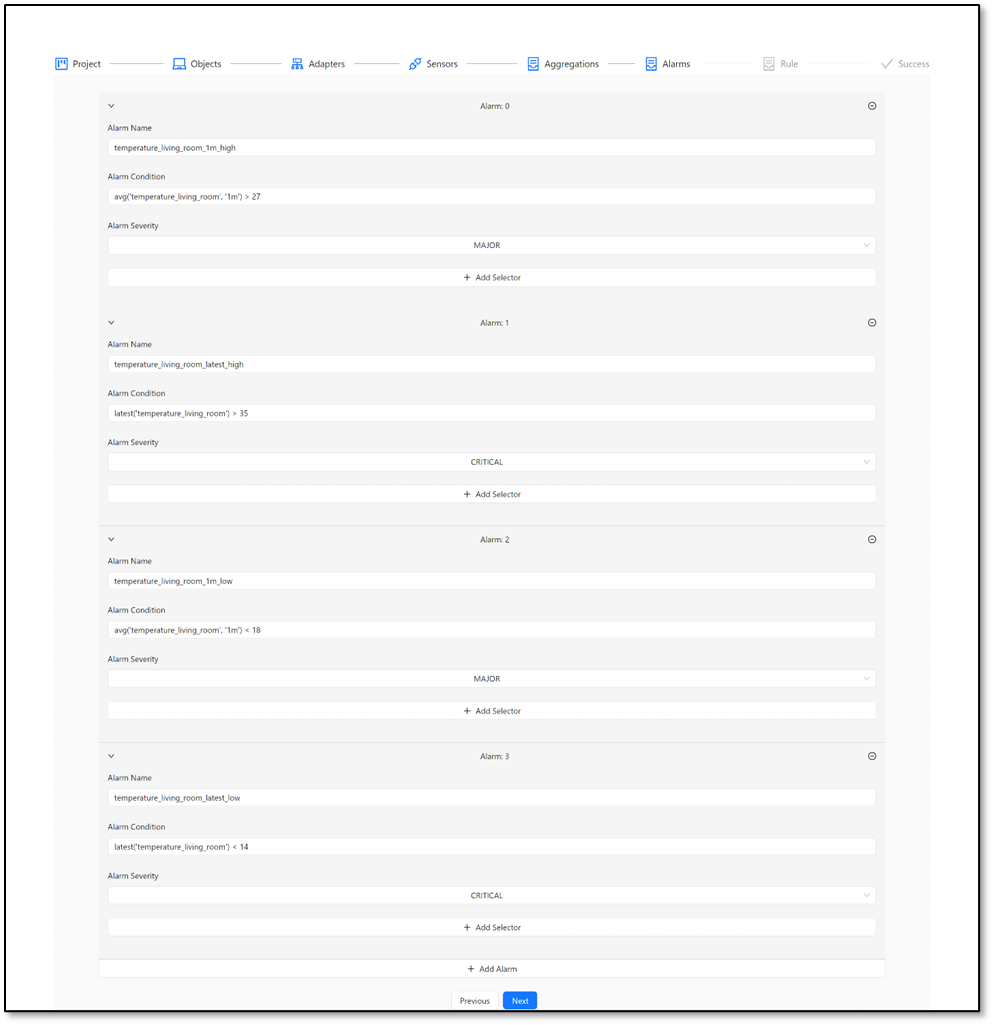 Project Objects Adapters Sensors Aggregations Alarms Rule Success
Alarm: 0
Alarm Name
temperature_living_room_1m_high
Alarm Condition
avg('temperature_living_room', '1m') > 27
Alarm Severity
MAJOR
+ Add Selector
Alarm: 1
Alarm Name
temperature_living_room_latest_high
Alarm Condition
latest('temperature_living_room') > 35
Alarm Severity
CRITICAL
+ Add Selector
Alarm: 2
Alarm Name
temperature_living_room_1m_low
Alarm Condition
avg('temperature_living_room', '1m') < 18
Alarm Severity
MAJOR
+ Add Selector
Alarm: 3
Alarm Name
temperature_living_room_latest_low
Alarm Condition
latest('temperature_living_room') < 14
Alarm Severity
CRITICAL
+ Add Selector
+ Add Alarm
Previous Next